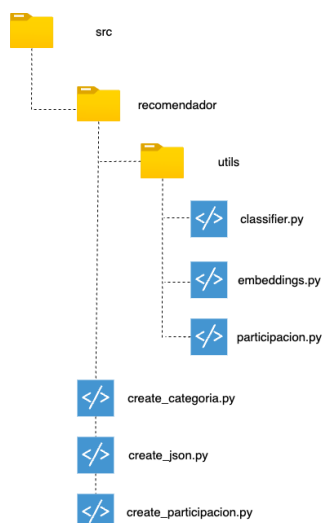 src
recomendador
utils
classifier.py
embeddings.py
participacion.py
create_categoria.py
create_json.py
create_participacion.py